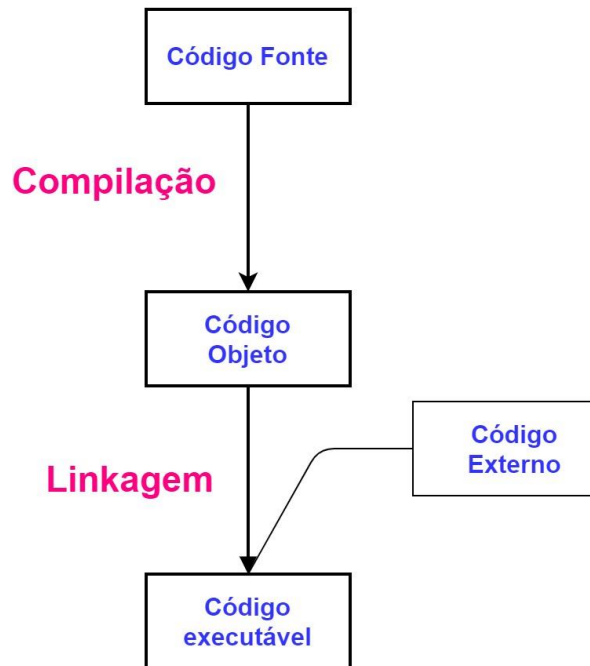 Código Fonte
Compilação
Código
Objeto
Código
Externo
Linkagem
Código
executável